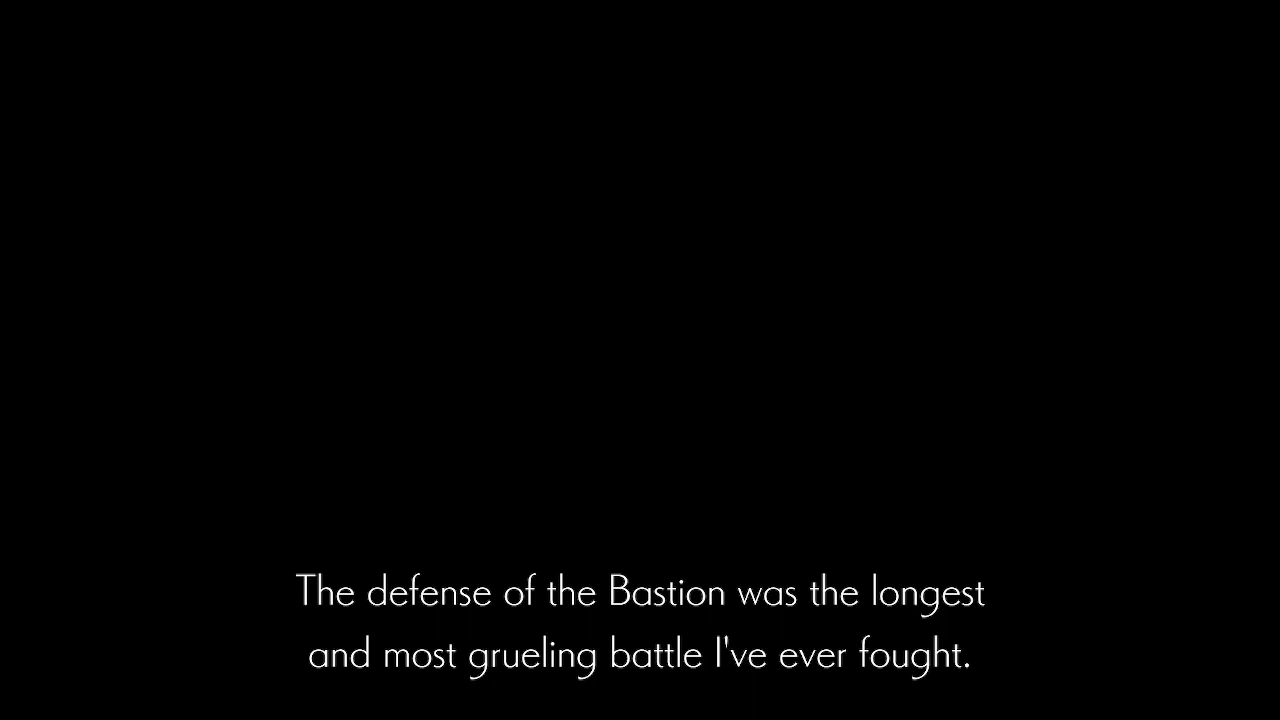 The defense of the Bastion was the longest
and most grueling battle I've ever fought.